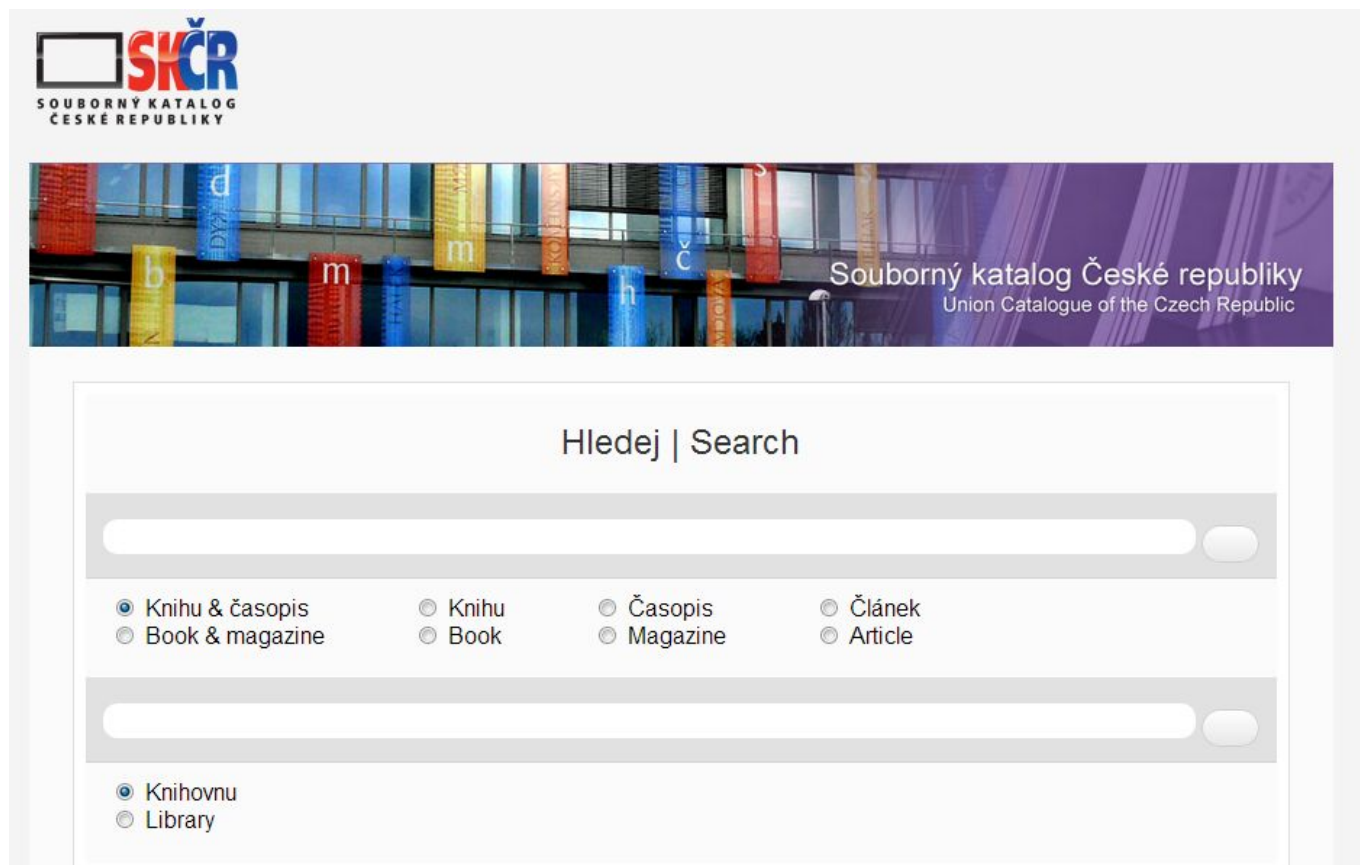 SKČR
SOUBORNÝ KATALOG
ČESKÉ REPUBLIKY
d
b
m
m
h
č
Souborný katalog České republiky
Union Catalogue of the Czech Republic
Hledej | Search
Knihu & časopis Knihu Časopis Článek
Book & magazine Book Magazine Article
Knihovnu
Library